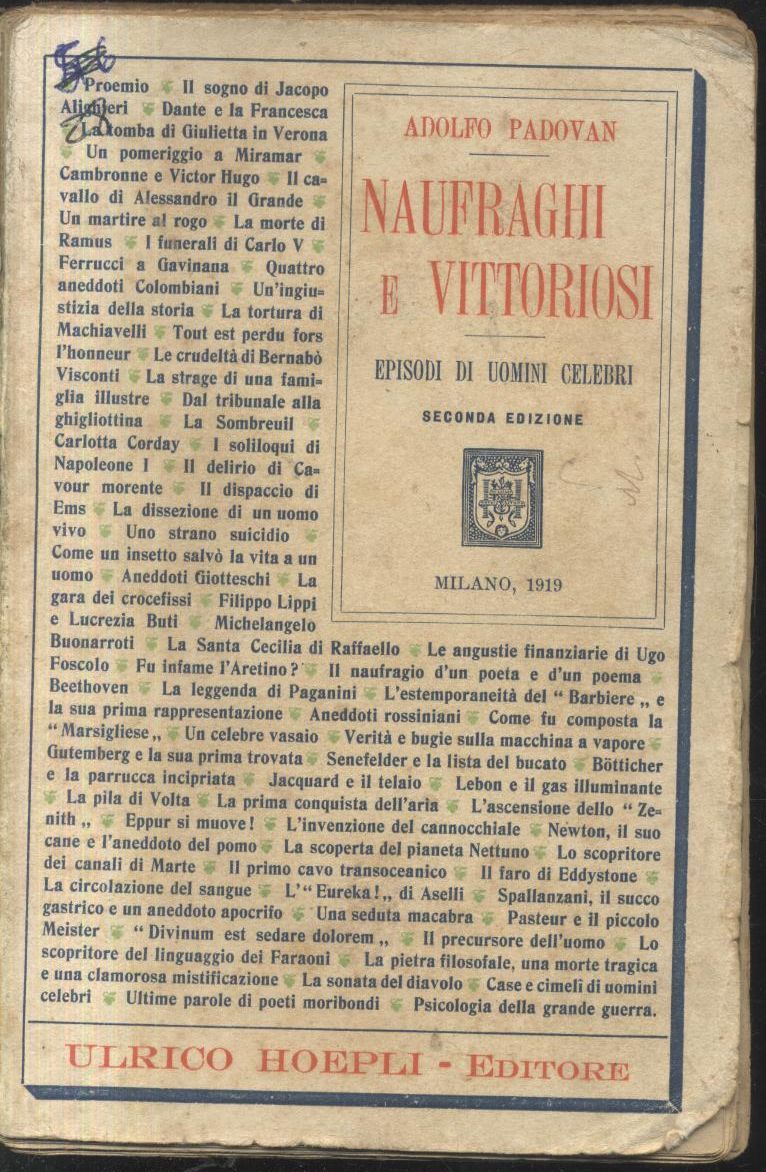 Proemio Il sogno di Jacopo
Alighieri Dante e la Francesca
La tomba di Giulietta in Verona
Un pomeriggio a Miramar
Cambronne e Victor Hugo Il ca=
vallo di Alessandro il Grande
Un martire al rogo La morte di
Ramus I funerali di Carlo V
Ferrucci a Gavinana Quattro
aneddoti Colombiani Un'ingiu=
stizia della storia La tortura di
Machiavelli Tout est perdu fors
l'honneur Le crudeltà di Bernabò
Visconti La strage di una fami=
glia illustre Dal tribunale alla
ghigliottina La Sombreuil
Carlotta Corday I soliloqui di
Napoleone I Il delirio di Ca=
vour morente Il dispaccio di
Ems La dissezione di un uomo
vivo Uno strano suicidio
Come un insetto salvò la vita a un
uomo Aneddoti Giotteschi La
gara dei crocefissi Filippo Lippi
e Lucrezia Buti Michelangelo
Buonarroti La Santa Cecilia di Raffaello Le angustie finanziarie di Ugo
Foscolo Fu infame l'Aretino? Il naufragio d'un poeta e d'un poema
Beethoven La leggenda di Paganini L'estemporaneità del "Barbiere„ e
la sua prima rappresentazione Aneddoti rossiniani Come fu composta la
"Marsigliese„ Un celebre vasaio Verità e bugie sulla macchina a vapore
Gutemberg e la sua prima trovata Senefelder e la lista del bucato Bötticher
e la parrucca incipriata Jacquard e il telaio Lebon e il gas illuminante
La pila di Volta La prima conquista dell'aria L'ascensione dello "Ze=
nith„ Eppur si muove! L'invenzione del cannocchiale Newton, il suo
cane e l'aneddoto del pomo La scoperta del pianeta Nettuno Lo scopritore
dei canali di Marte Il primo cavo transoceanico Il faro di Eddystone
La circolazione del sangue L'"Eureka!„ di Aselli Spallanzani, il succo
gastrico e un aneddoto apocrifo Una seduta macabra Pasteur e il piccolo
Meister "Divinum est sedare dolorem„ Il precursore dell'uomo Lo
scopritore del linguaggio dei Faraoni La pietra filosofale, una morte tragica
e una clamorosa mistificazione La sonata del diavolo Case e cimelî di uomini
celebri Ultime parole di poeti moribondi Psicologia della grande guerra.
ADOLFO PADOVAN
NAUFRAGHI
E VITTORIOSI
EPISODI DI UOMINI CELEBRI
SECONDA EDIZIONE
MILANO, 1919
ULRICO HOEPLI - EDITORE